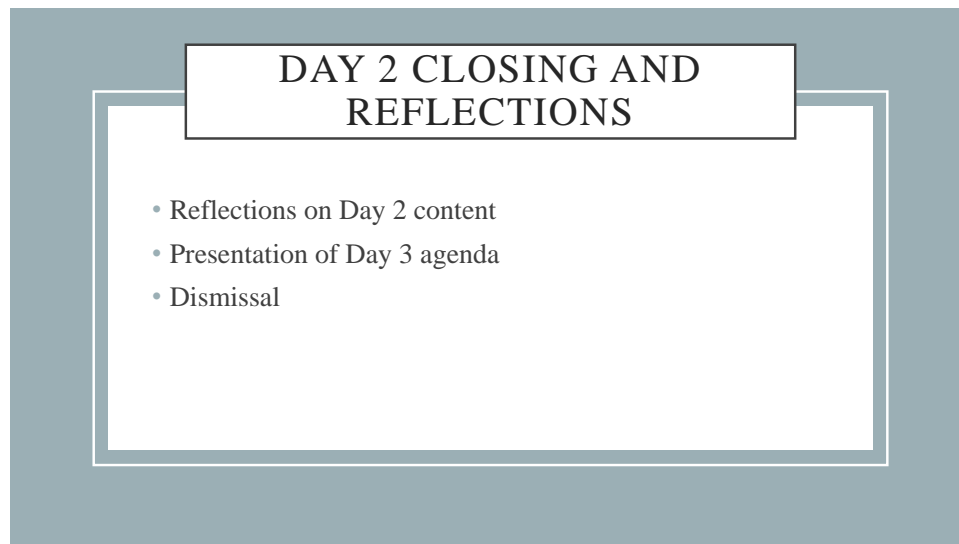 DAY 2 CLOSING AND
REFLECTIONS
• Reflections on Day 2 content
• Presentation of Day 3 agenda
• Dismissal